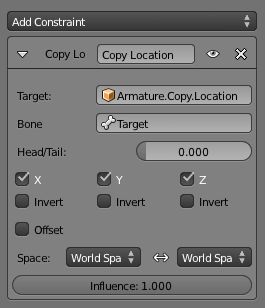 Add Constraint
Copy Lo Copy Location
Target: Armature.Copy.Location
Bone Target
Head/Tail: 0.000
X Y Z
Invert Invert Invert
Offset
Space: World Spa World Spa
Influence: 1.000